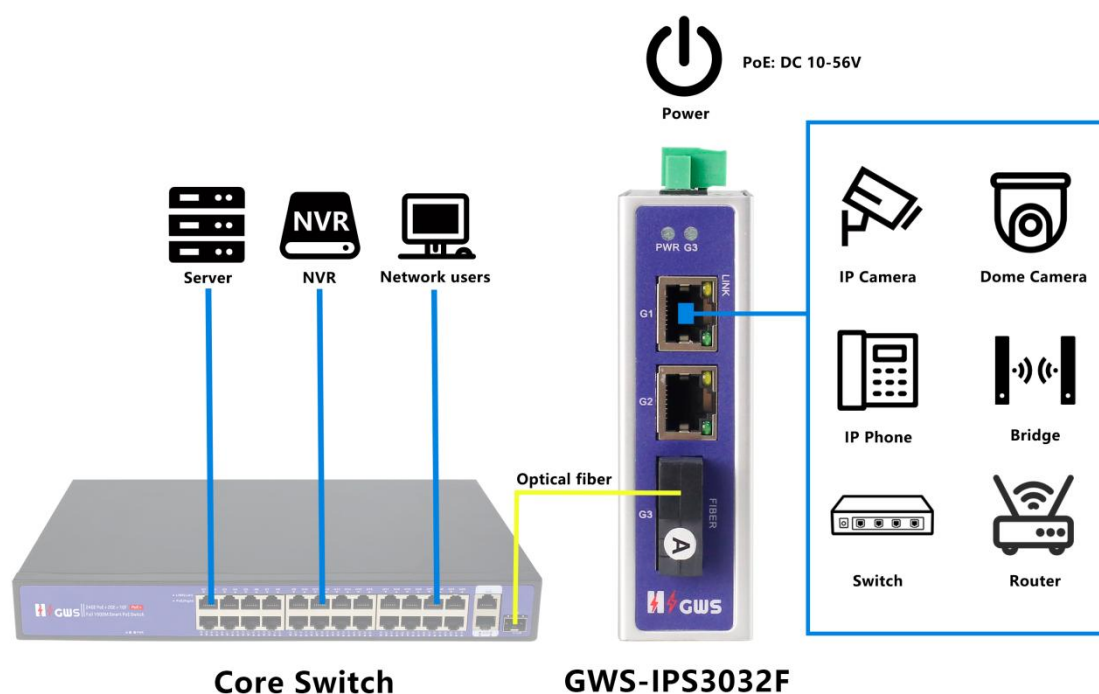 PoE: DC 10-56V
Power
NVR
Server
NVR
Network users
PWR G3
LINK
G1
G2
G3
FIBER
A
GWS
IP Camera
Dome Camera
IP Phone
Bridge
Switch
Router
Optical fiber
GWS
Core Switch
GWS-IPS3032F